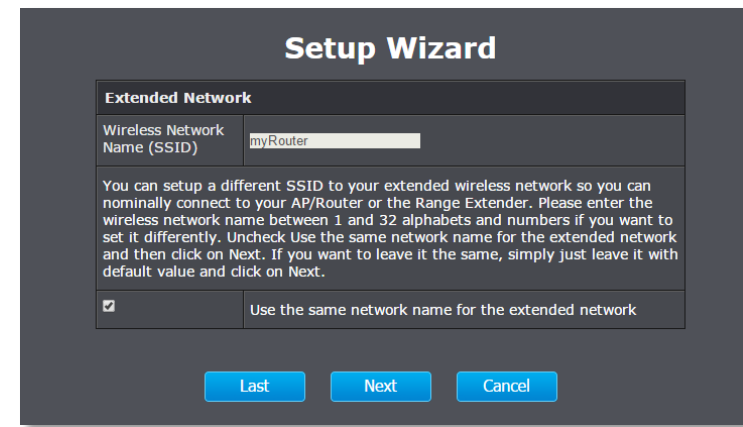 Setup Wizard
Extended Network
Wireless Network
Name (SSID)
myRouter
You can setup a different SSID to your extended wireless network so you can
nominally connect to your AP/Router or the Range Extender. Please enter the
wireless network name between 1 and 32 alphabets and numbers if you want to
set it differently. Uncheck Use the same network name for the extended network
and then click on Next. If you want to leave it the same, simply just leave it with
default value and click on Next.
Use the same network name for the extended network
Last
Next
Cancel